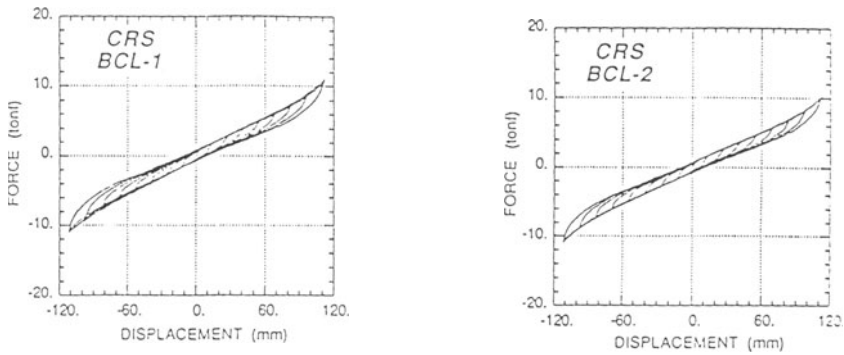 20.
CRS
BCL-1
10.
0.
-10.
20.
-120.
-60.
0.
60.
120.
FORCE (tonf)
DISPLACEMENT (mm)
20.
CRS
BCL-2
10.
0.
-10.
-20.
-120
-60.
0.
60.
120.
FORCE (tonf)
DISPLACEMENT (mm)